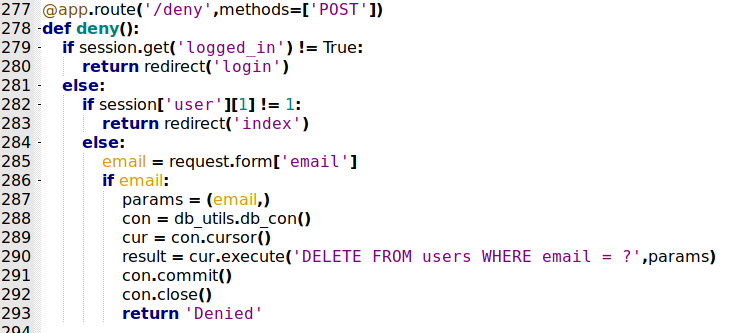 277 @app.route('/deny',methods=['POST'])
278 def deny():
279 if session.get('logged_in') != True:
280 return redirect('login')
281 else:
282 if session['user'][1] != 1:
283 return redirect('index')
284 else:
285 email = request.form['email']
286 if email:
287 params = (email,)
288 con = db_utils.db_con()
289 cur = con.cursor()
290 result = cur.execute('DELETE FROM users WHERE email = ?',params)
291 con.commit()
292 con.close()
293 return 'Denied'
294